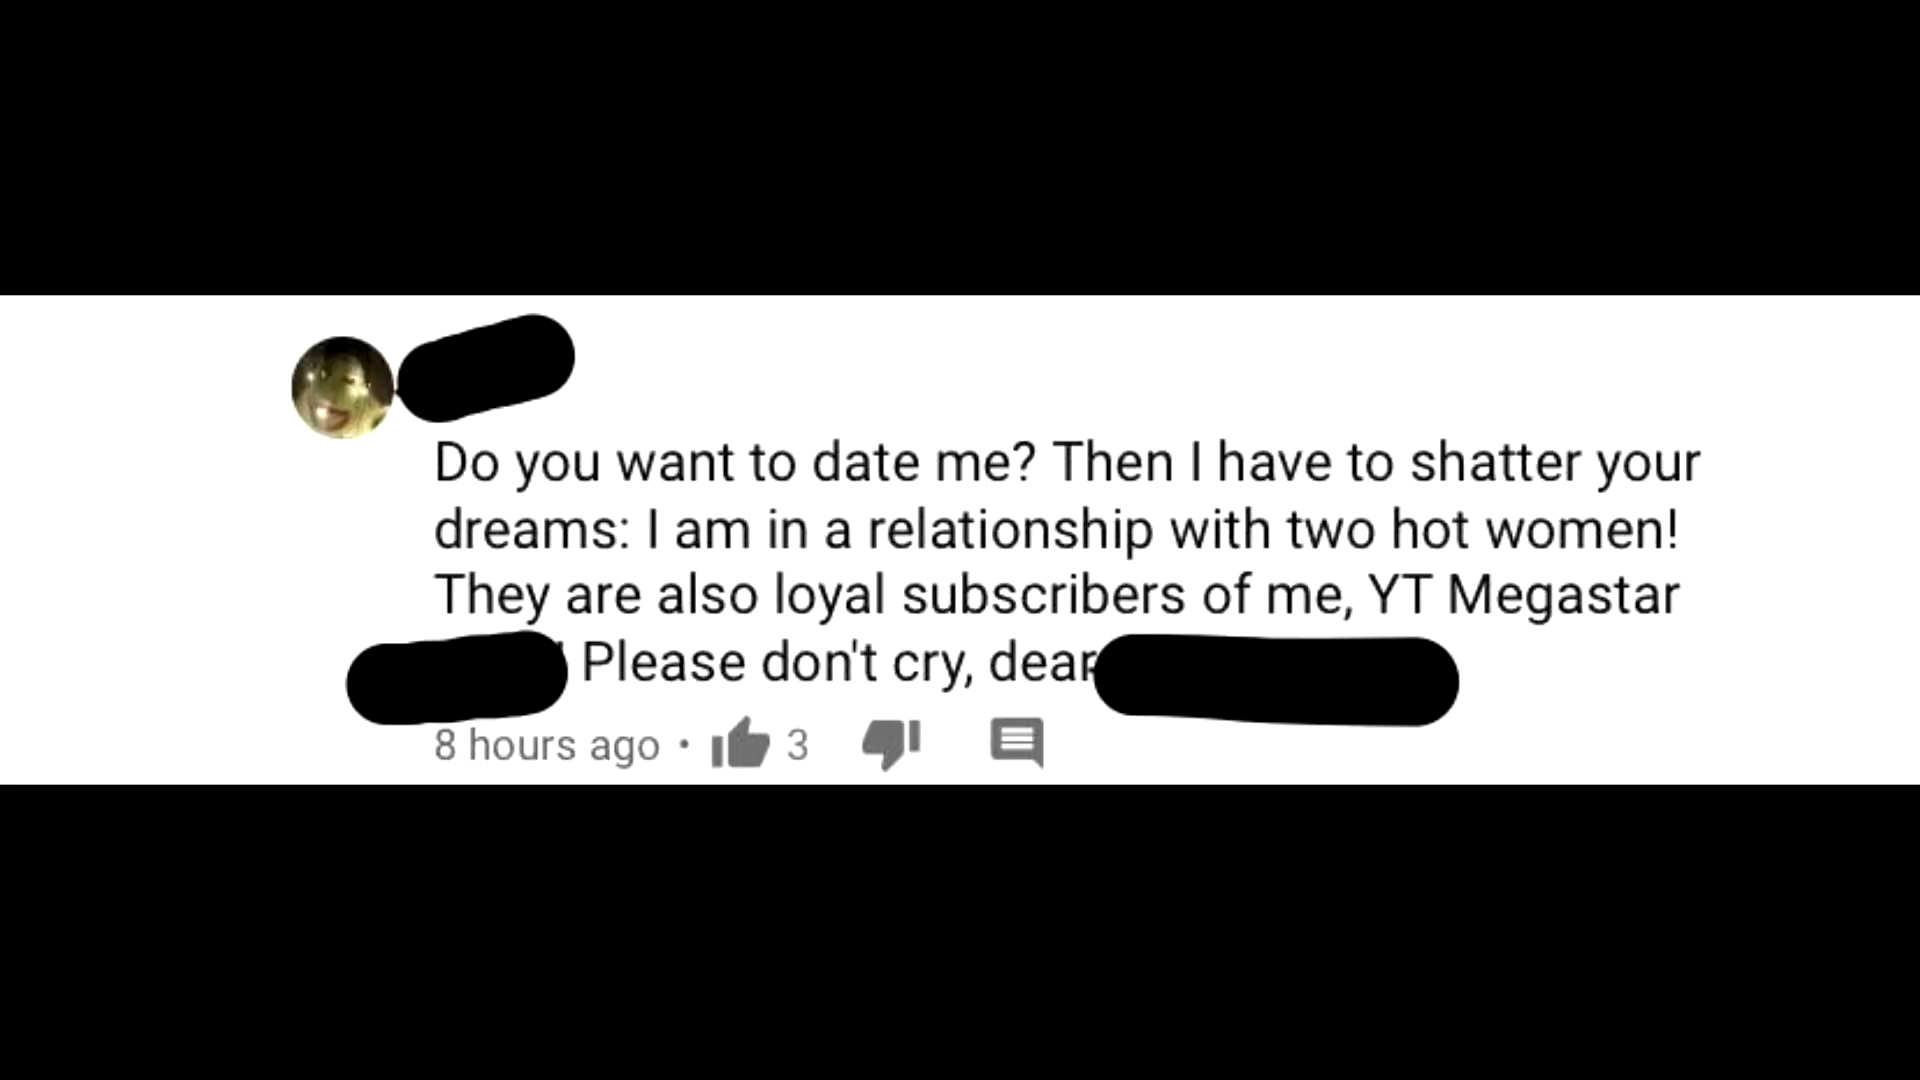 Do you want to date me? Then I have to shatter your
dreams: I am in a relationship with two hot women!
They are also loyal subscribers of me, YT Megastar
Please don't cry, dear
8 hours ago • 3